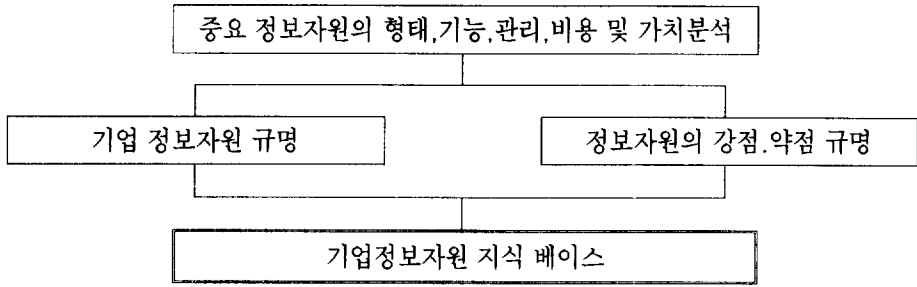 중요 정보자원의 형태,기능,관리,비용 및 가치분석
기업 정보자원 규명
정보자원의 강점.약점 규명
기업정보자원 지식 베이스